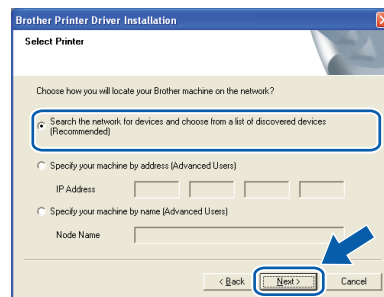 Brother Printer Driver Installation
Select Printer
Choose how you will locate your Brother machine on the network?
Search the network for devices and choose from a list of discovered devices
(Recommended)
Specify your machine by address (Advanced Users)
IP Address
Specify your machine by name (Advanced Users)
Node Name
< Back
Next >
Cancel